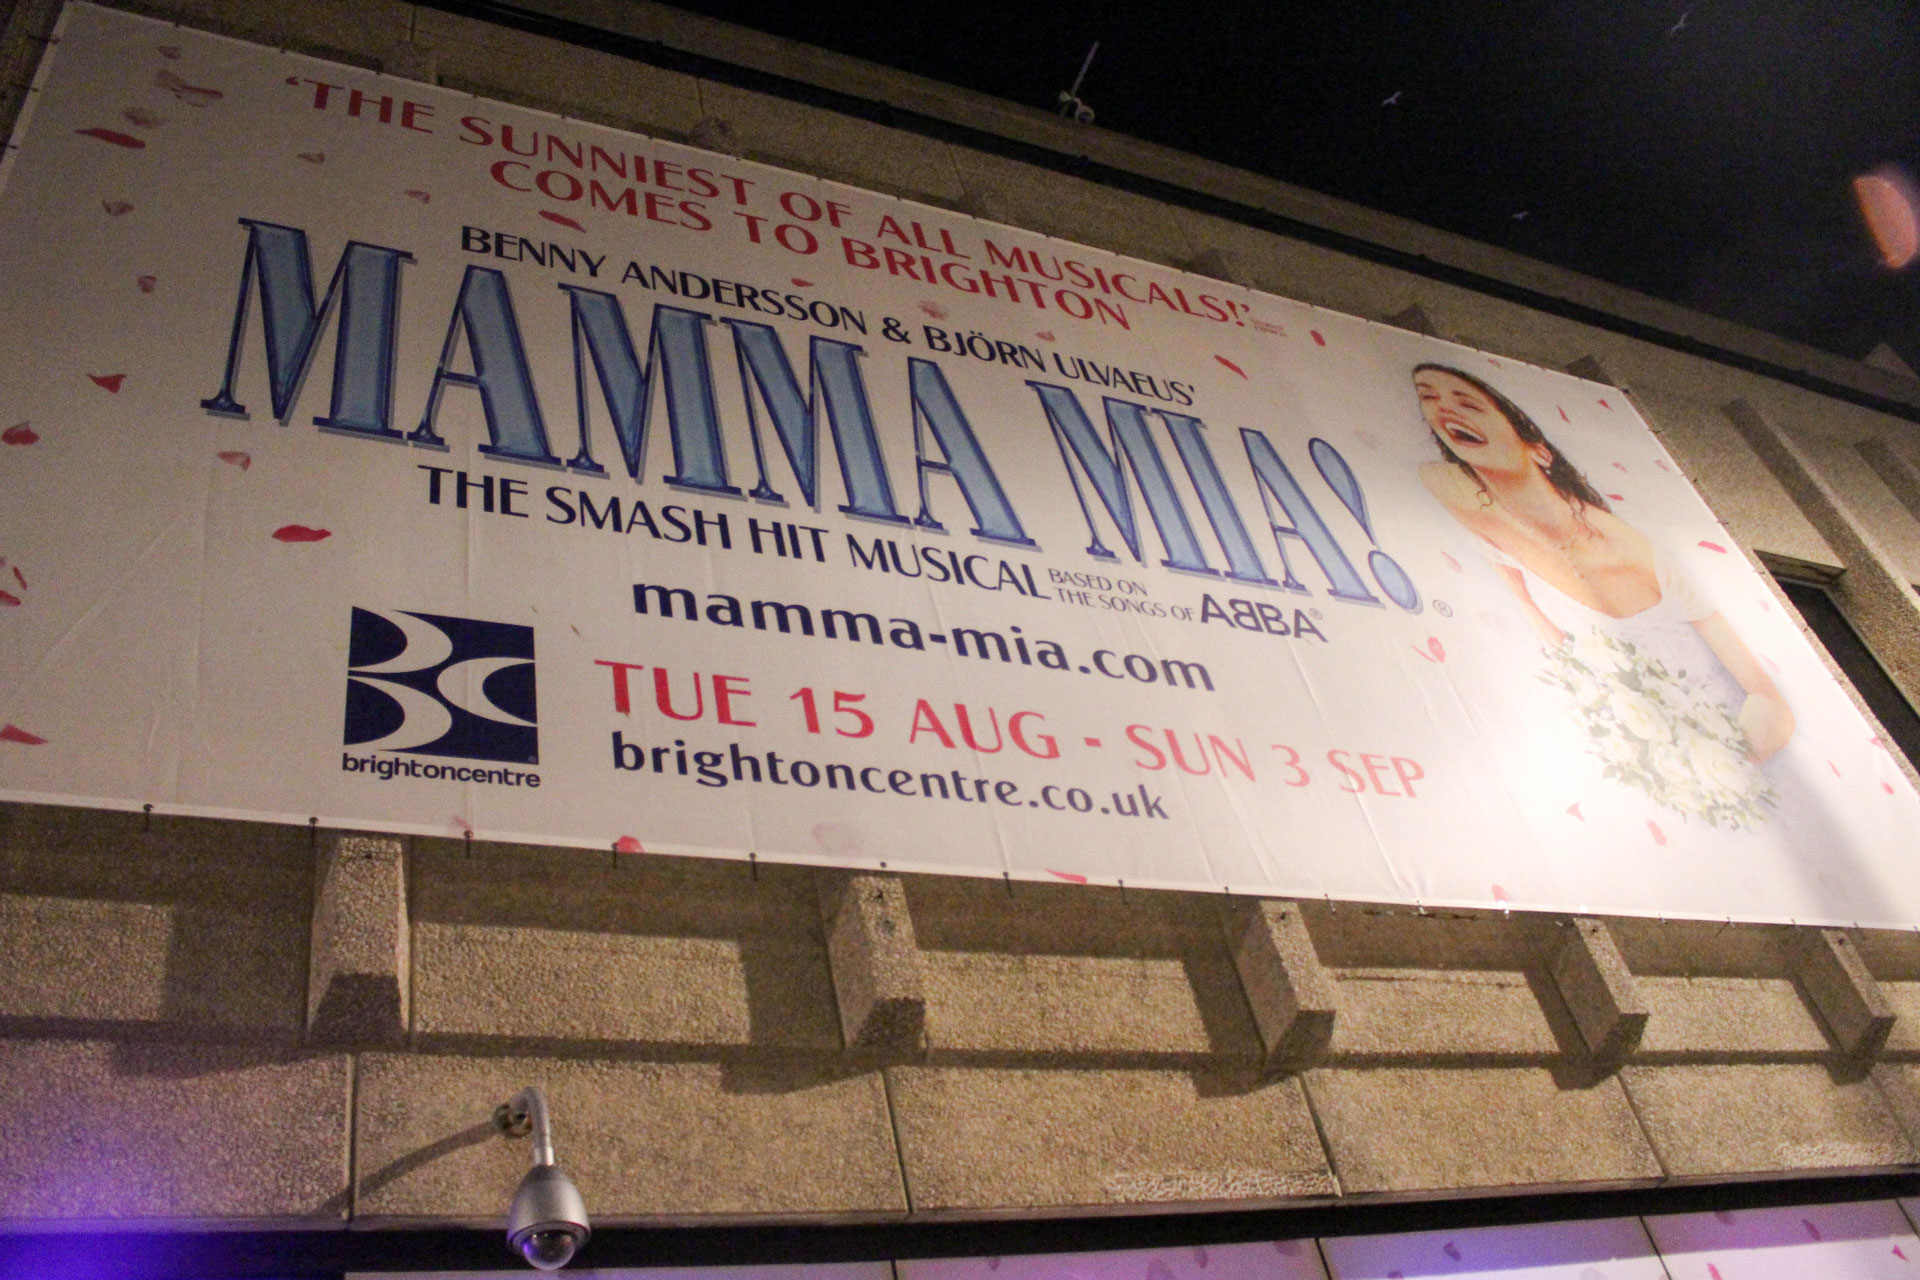 'THE SUNNIEST OF ALL MUSICALS!'
COMES TO BRIGHTON
BENNY ANDERSSON & BJÖRN ULVAEUS'
MAMMA MIA!®
THE SMASH HIT MUSICAL BASED ON
THE SONGS OF ABBA®
mamma-mia.com
TUE 15 AUG - SUN 3 SEP
brightoncentre.co.uk
BC
brightoncentre